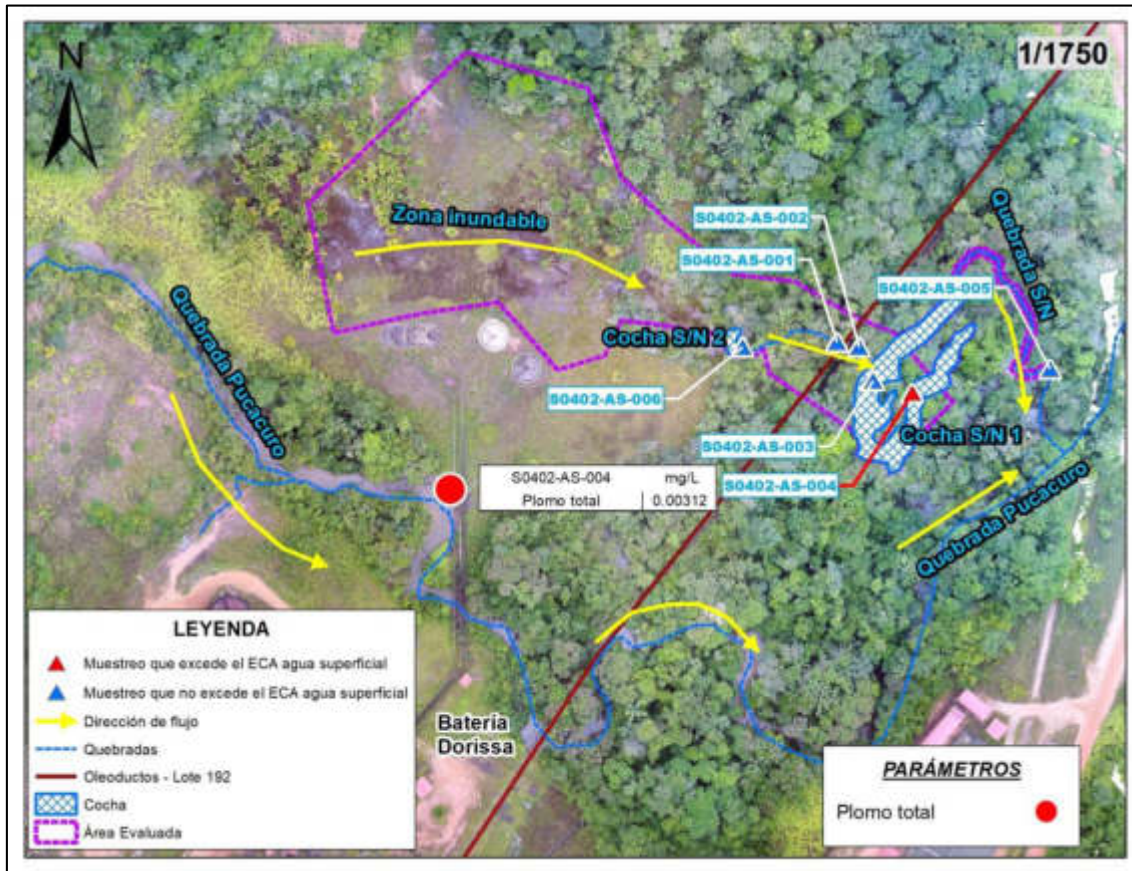 1/1750
N
Zona inundable
S0402-AS-002
S0402-AS-001
S0402-AS-005
Quebrada S/N
Quebrada Pucacuro
Cocha S/N 2
S0402-AS-006
S0402-AS-003
Cocha S/N 1
S0402-AS-004
S0402-AS-004 mg/L
Plomo total 0.00312
Quebrada Pucacuro
Batería
Dorissa
LEYENDA
Muestreo que excede el ECA agua superficial
Muestreo que no excede el ECA agua superficial
Dirección de flujo
Quebradas
Oleoductos - Lote 192
Cocha
Área Evaluada
PARÁMETROS
Plomo total